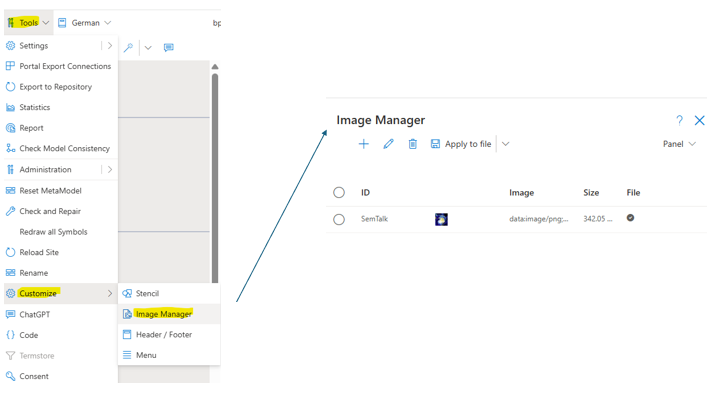 Tools
German
bp
Settings
Portal Export Connections
Export to Repository
Statistics
Report
Check Model Consistency
Administration
Reset MetaModel
Check and Repair
Redraw all Symbols
Reload Site
Rename
Customize
ChatGPT
Code
Termstore
Consent
Stencil
Image Manager
Header / Footer
Menu
Image Manager
?
Apply to file
Panel
ID Image Size File
SemTalk data:image/png;... 342.05 ...